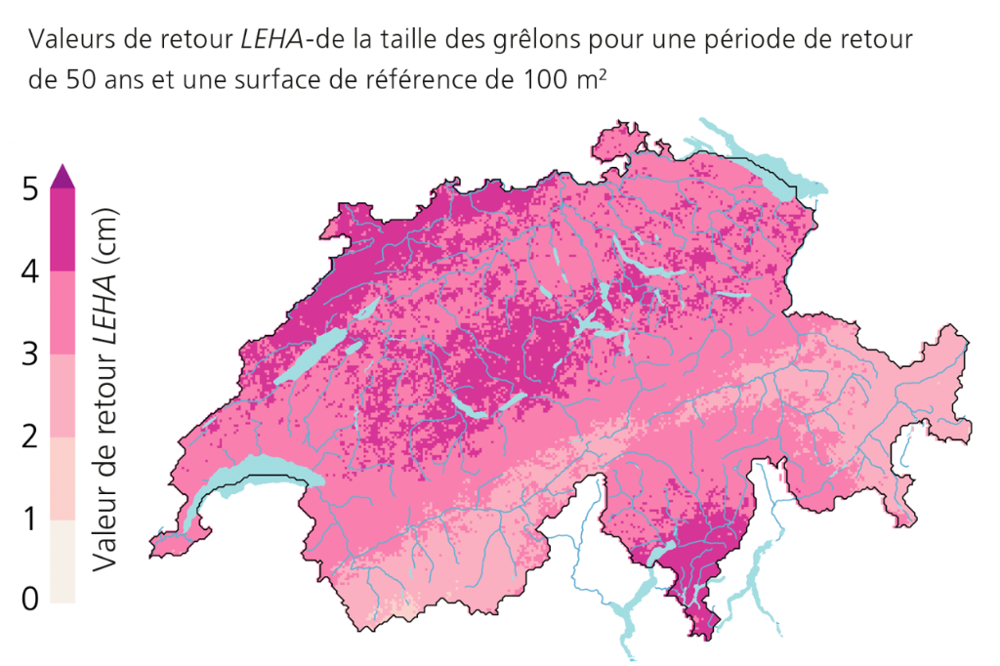 Valeurs de retour LEHA-de la taille des grêlons pour une période de retour
de 50 ans et une surface de référence de 100 m²
5
4
3
2
1
0
Valeur de retour LEHA (cm)